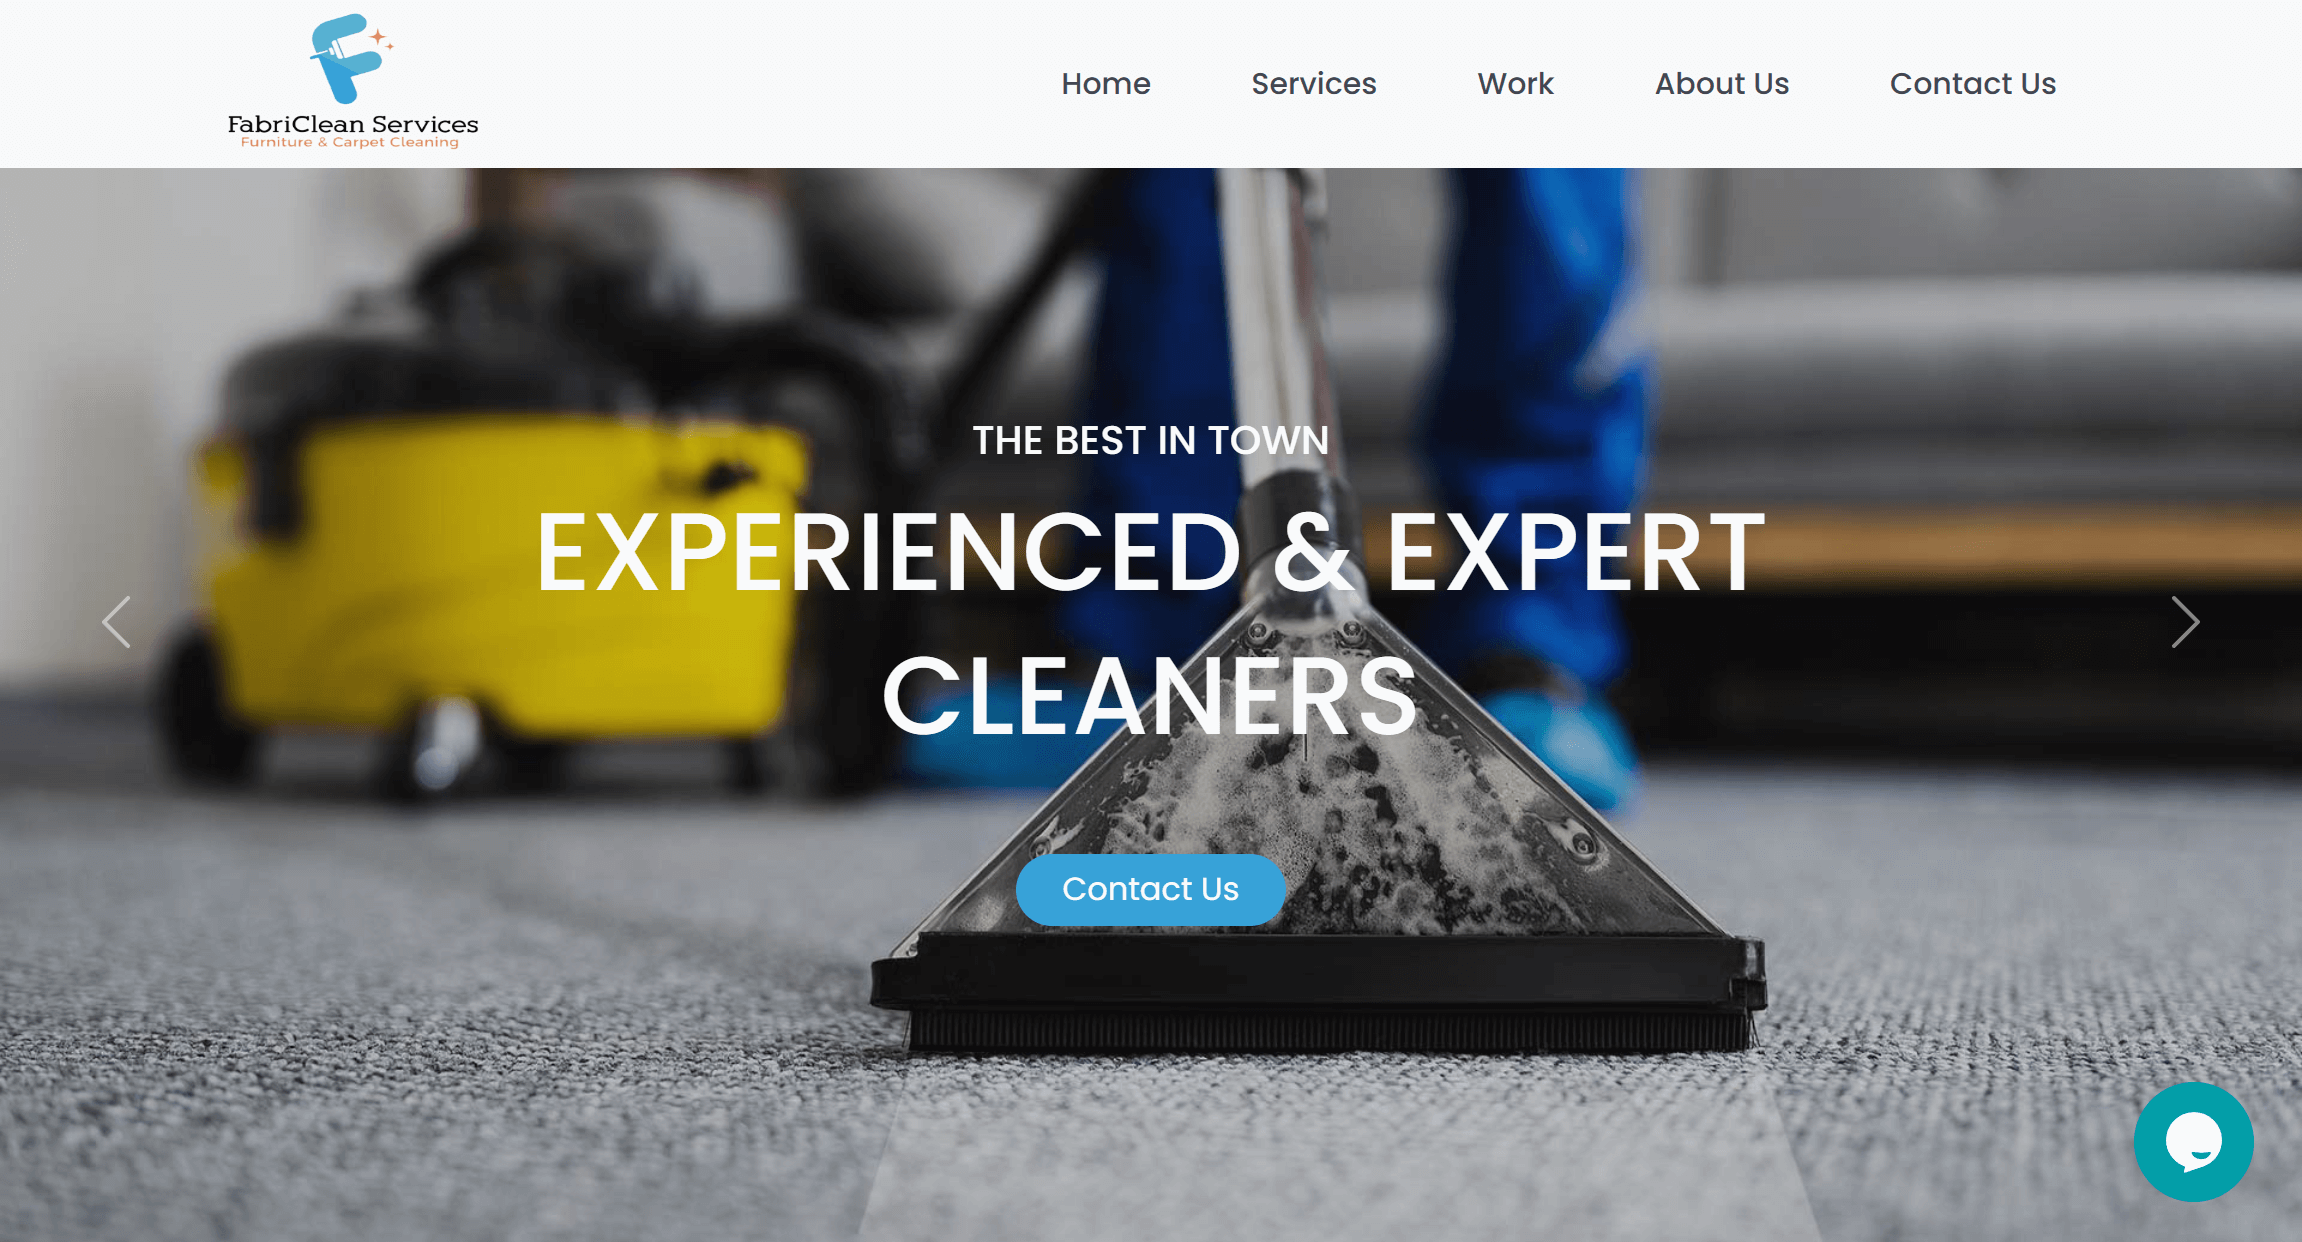 FabriClean Services
Furniture & Carpet Cleaning
Home
Services
Work
About Us
Contact Us
THE BEST IN TOWN
EXPERIENCED & EXPERT
CLEANERS
Contact Us